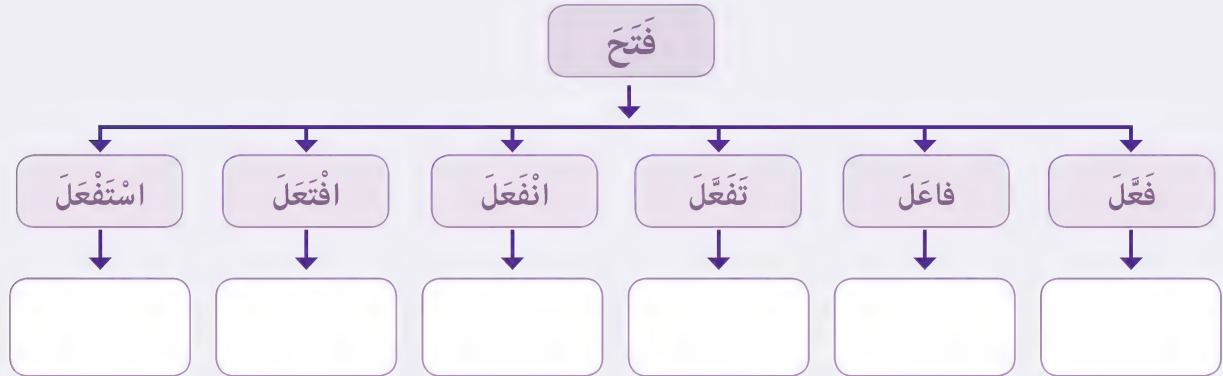 فَتَحَ
فَعَّلَ
فاعَلَ
تَفَعَّلَ
انْفَعَلَ
افْتَعَلَ
اسْتَفْعَلَ